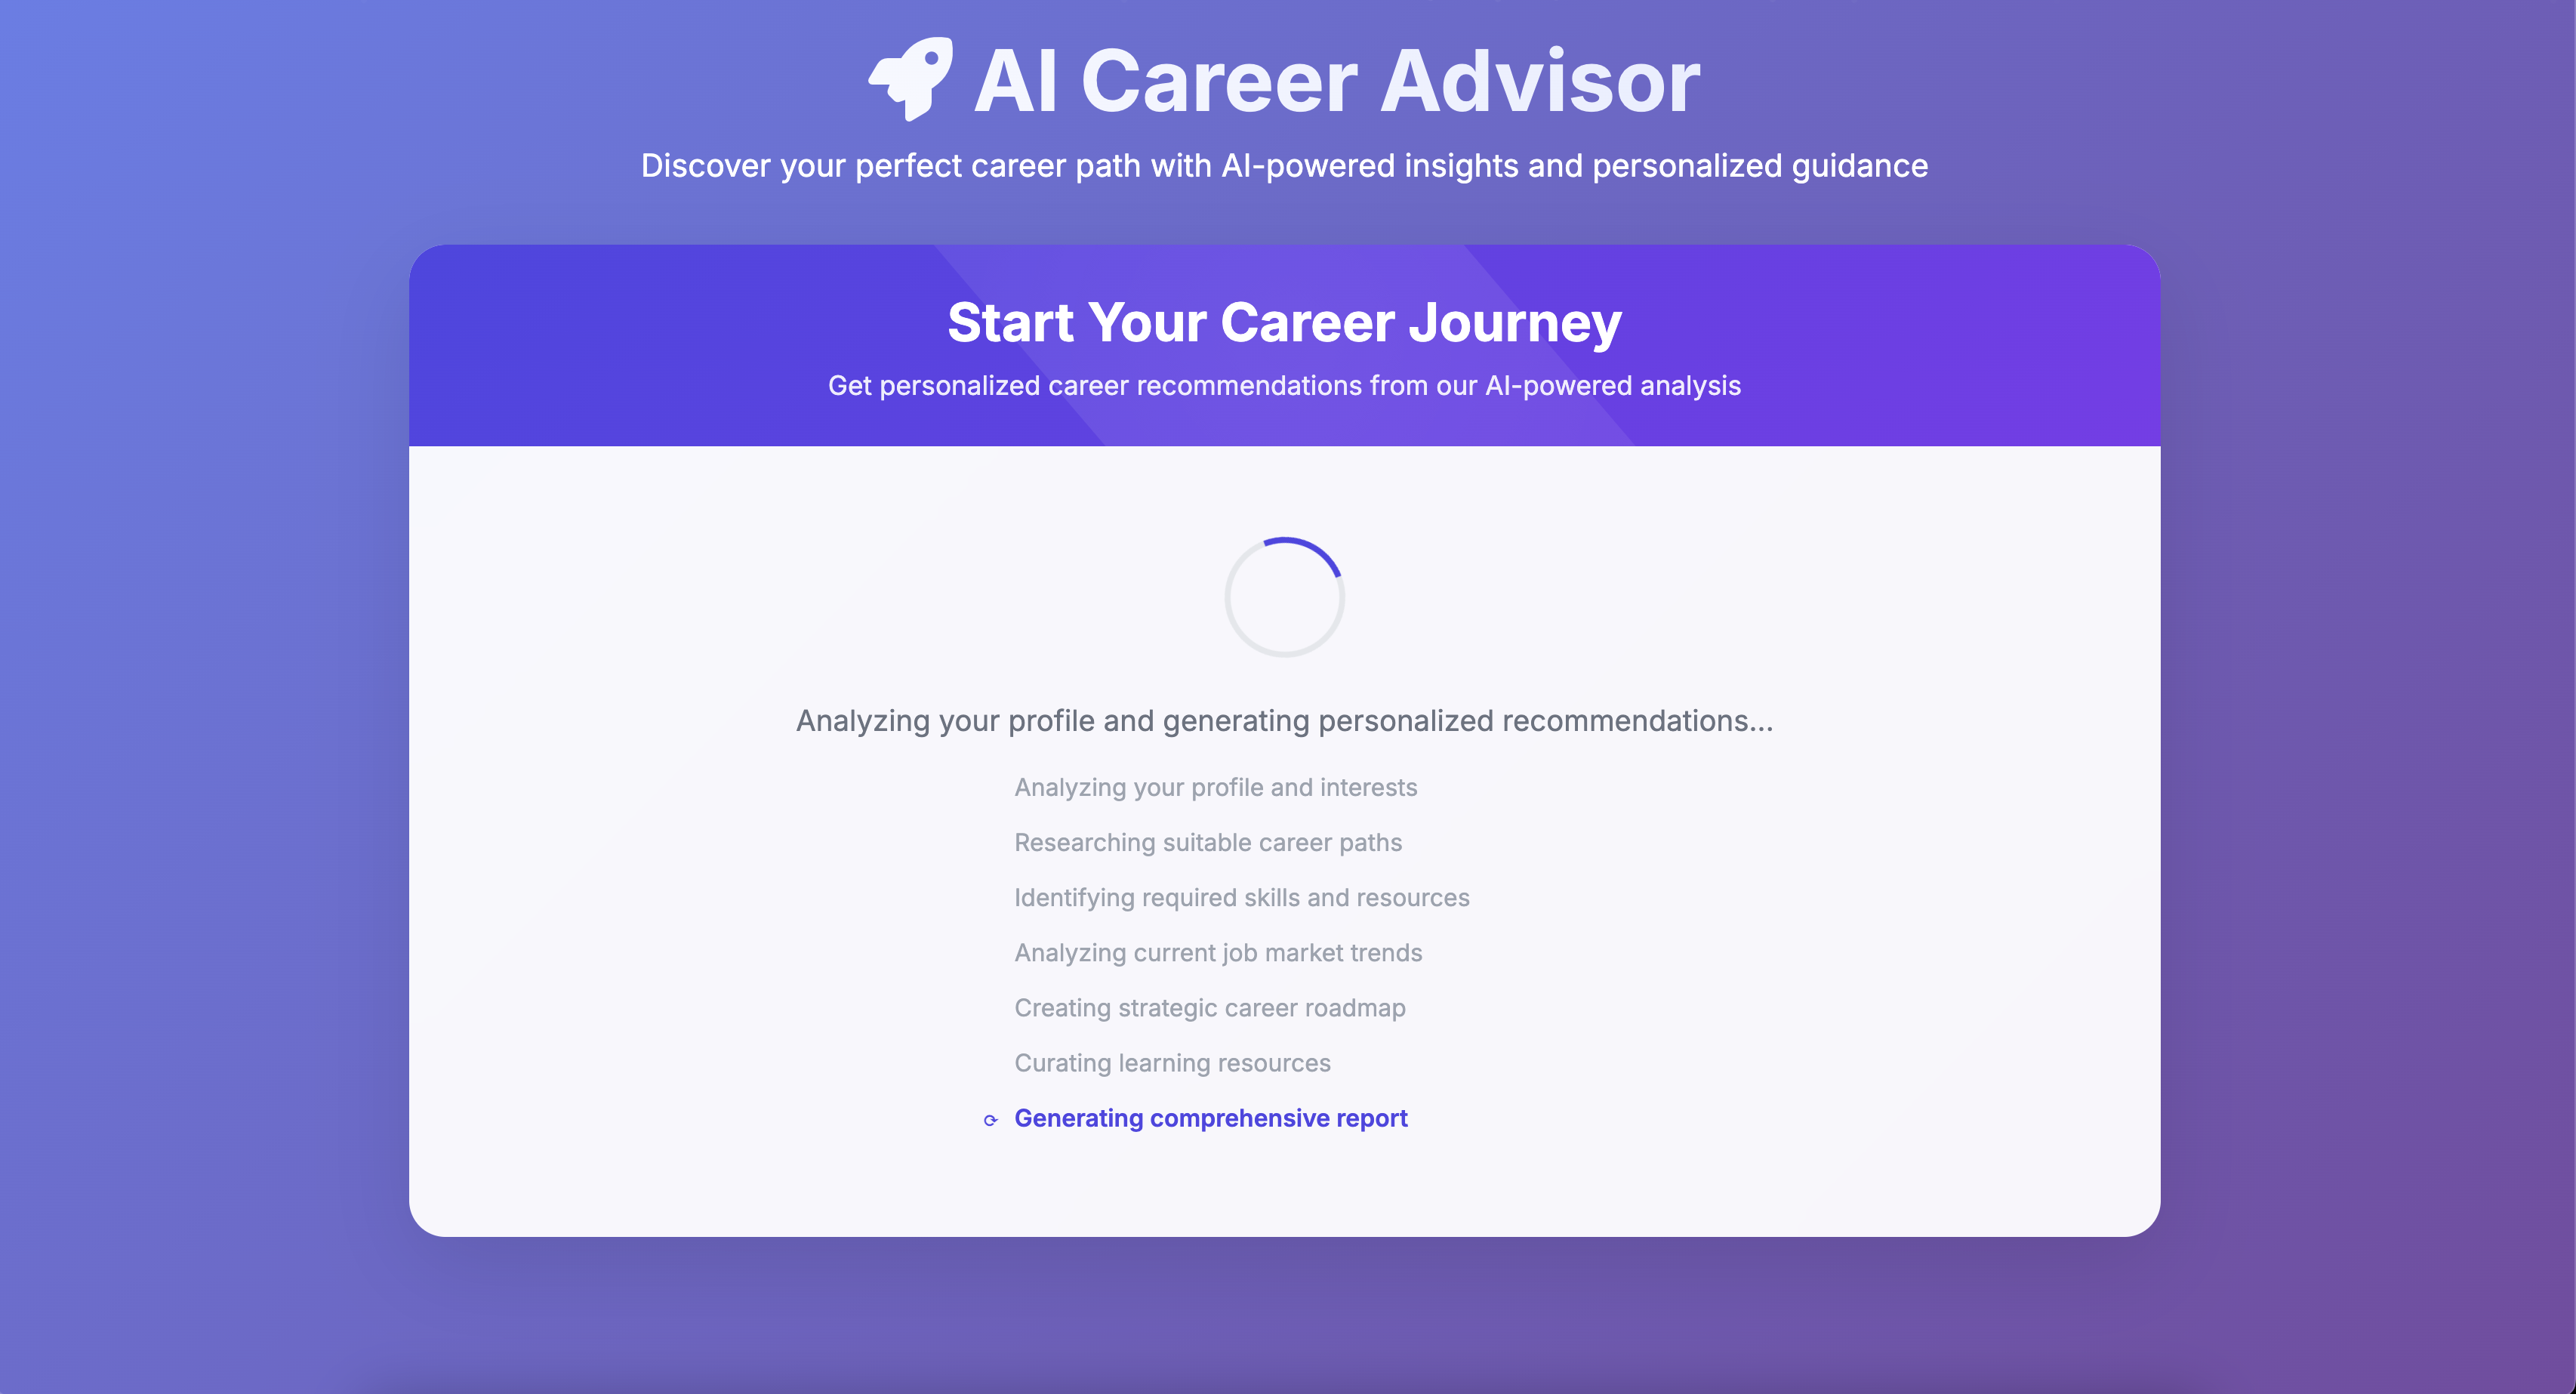 AI Career Advisor
Discover your perfect career path with AI-powered insights and personalized guidance
Start Your Career Journey
Get personalized career recommendations from our AI-powered analysis
Analyzing your profile and generating personalized recommendations...
Analyzing your profile and interests
Researching suitable career paths
Identifying required skills and resources
Analyzing current job market trends
Creating strategic career roadmap
Curating learning resources
Generating comprehensive report